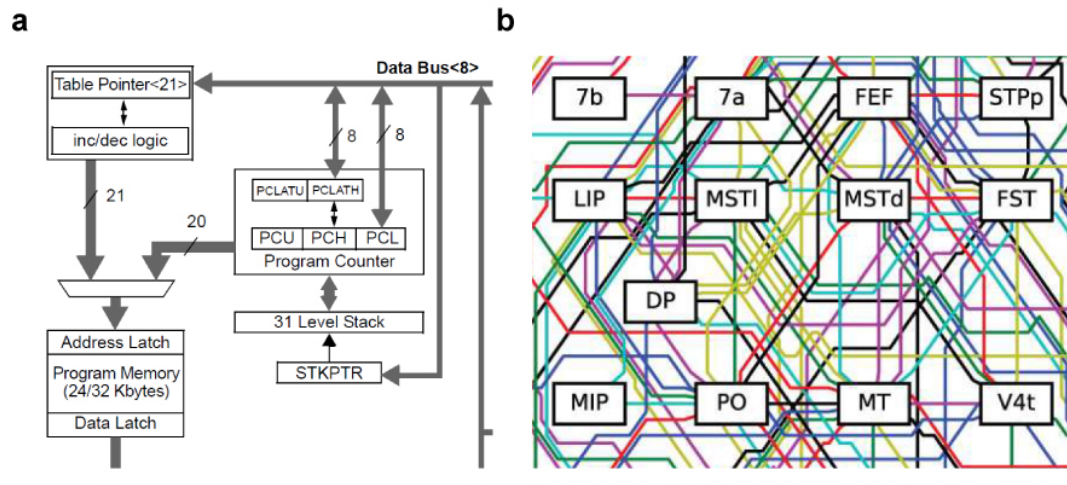 a
b
Data Bus<8>
Table Pointer<21>
inc/dec logic
8
8
21
20
PCLATU PCLATH
PCU PCH PCL
Program Counter
31 Level Stack
STKPTR
Address Latch
Program Memory
(24/32 Kbytes)
Data Latch
7b 7a FEF STPp
LIP MSTl MSTd FST
DP
MIP PO MT V4t